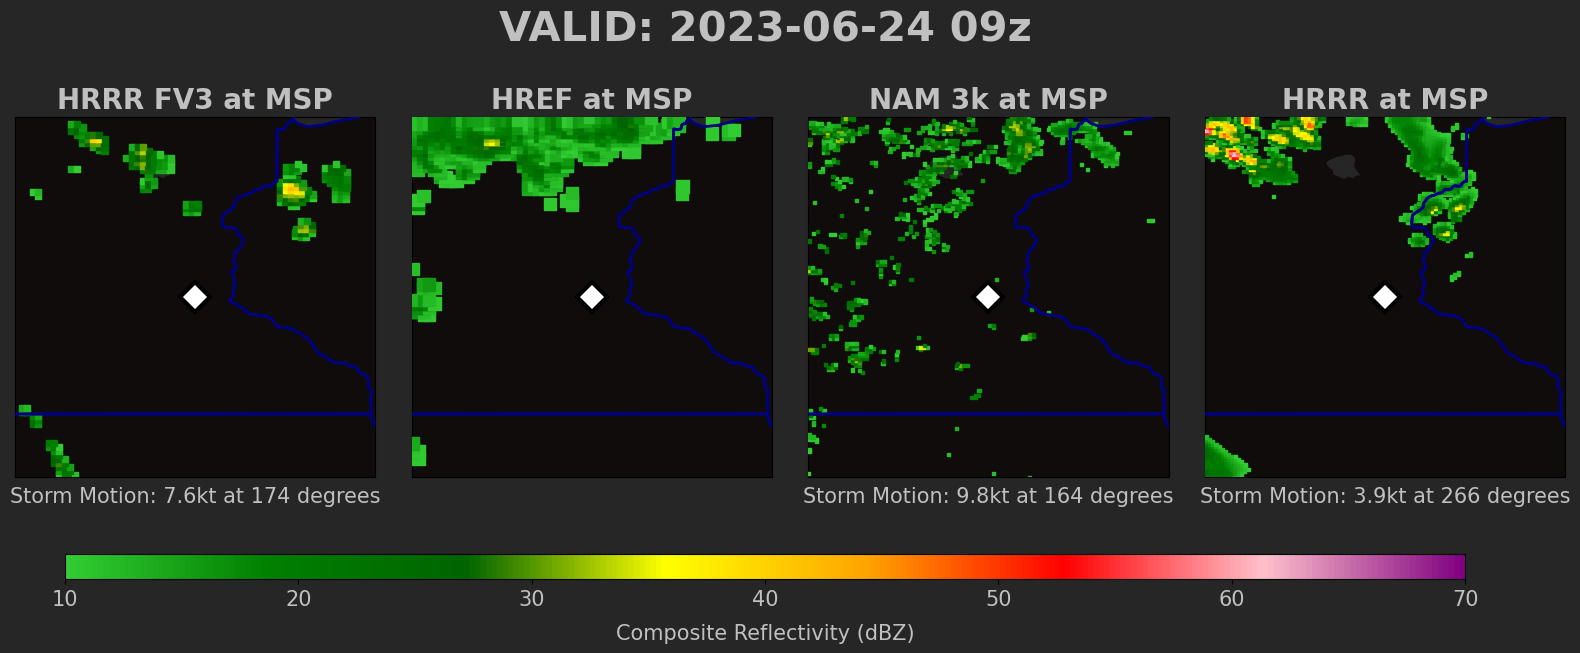 VALID: 2023-06-24 09z
HRRR FV3 at MSP
HREF at MSP
NAM 3k at MSP
HRRR at MSP
Storm Motion: 7.6kt at 174 degrees
Storm Motion: 9.8kt at 164 degrees
Storm Motion: 3.9kt at 266 degrees
10 20 30 40 50 60 70
Composite Reflectivity (dBZ)